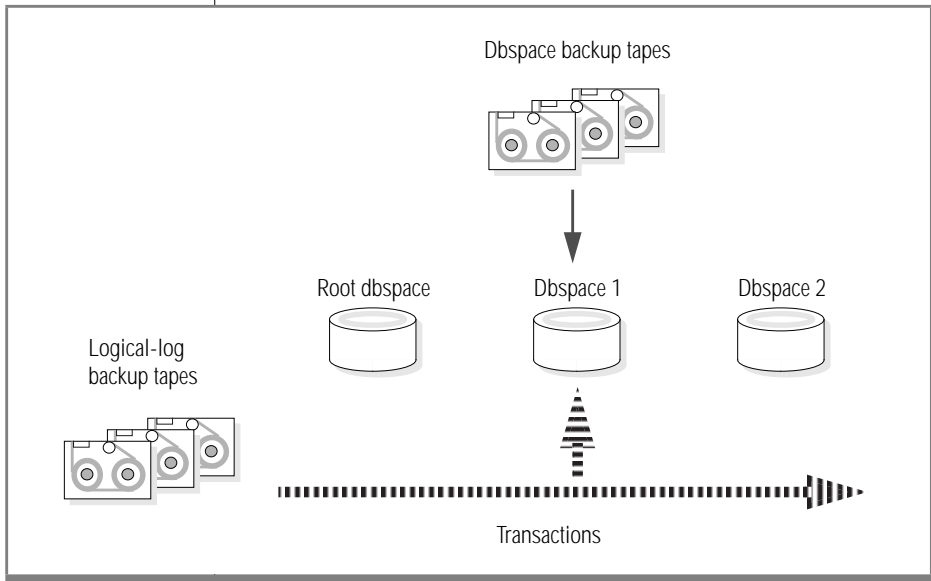 Dbspace backup tapes
Root dbspace
Dbspace 1
Dbspace 2
Logical-log
backup tapes
Transactions